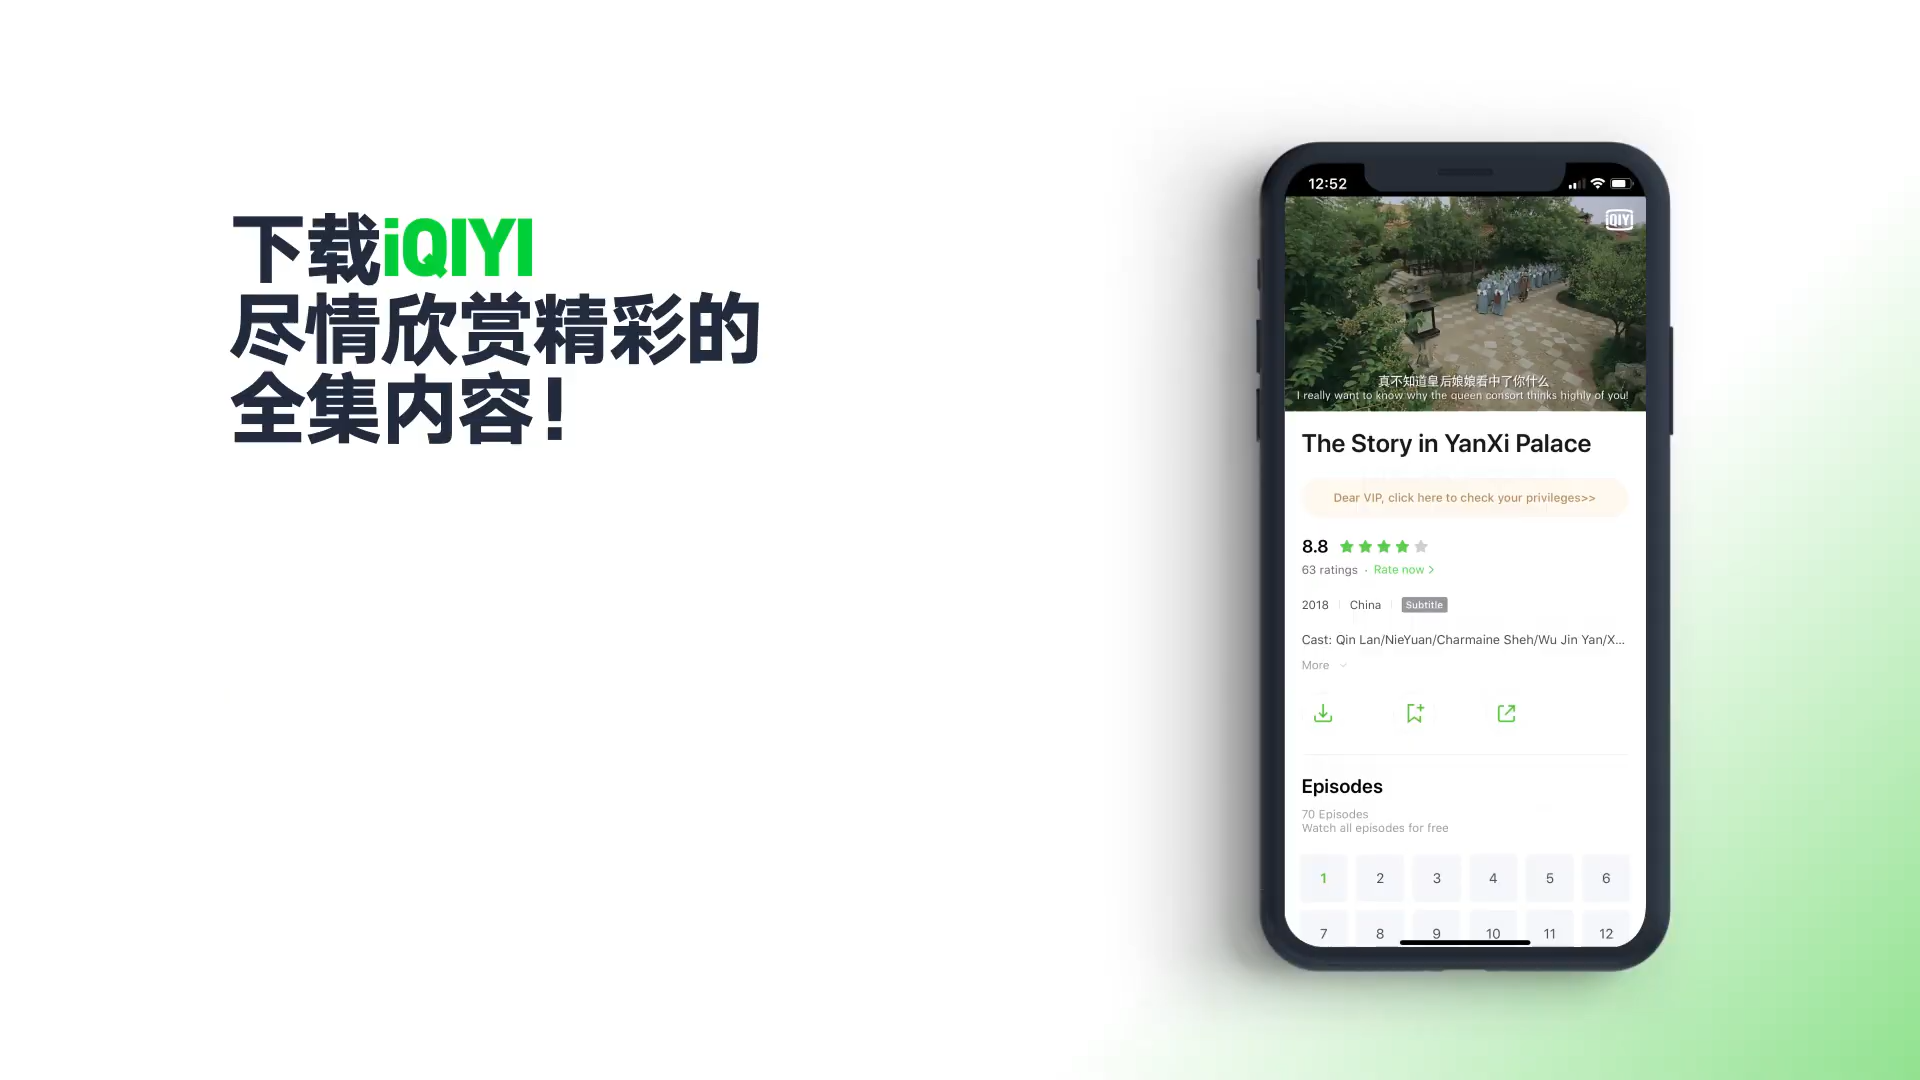 下载iQIYI
尽情欣赏精彩的
全集内容!
12:52
QIY
真不知道皇后娘娘看中了你什么
I really want to know why the queen consort thinks highly of you!
The Story in YanXi Palace
Dear VIP, click here to check your privileges>>
8.8
63 ratings · Rate now >
2018 | China | Subtitle
Cast: Qin Lan/NieYuan/Charmaine Sheh/Wu Jin Yan/X...
More
Episodes
70 Episodes
Watch all episodes for free
1 2 3 4 5 6
7 8 9 10 11 12